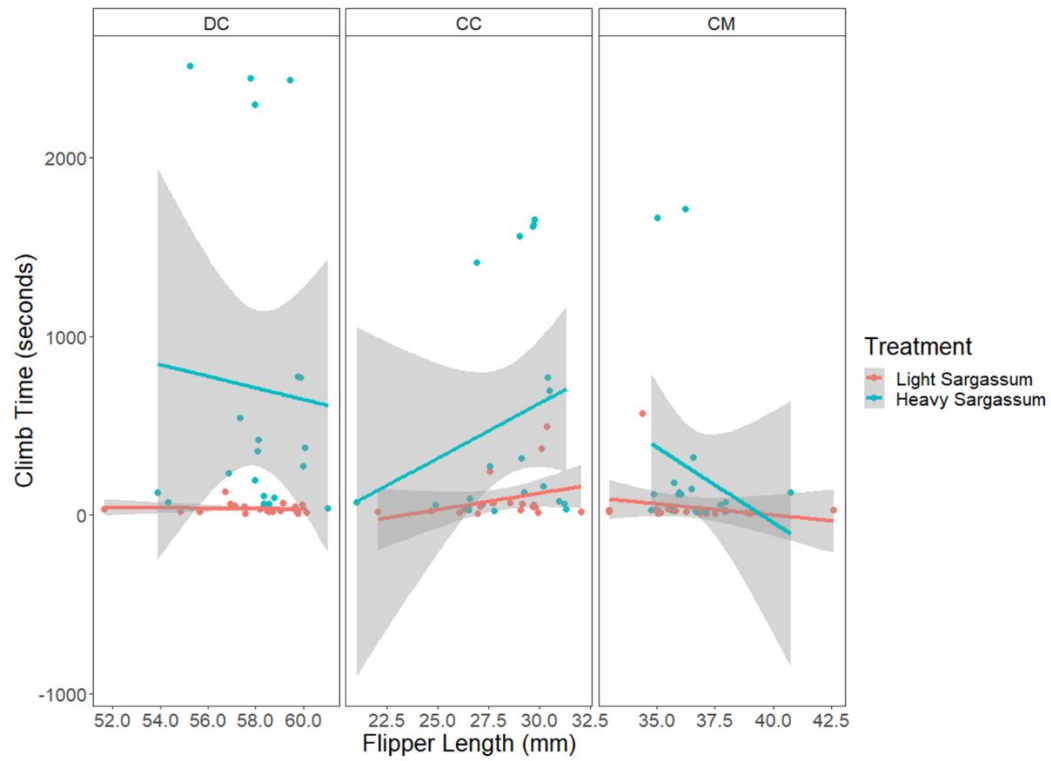 DC CC CM
2000
1000
0
-1000
Climb Time (seconds)
52.0 54.0 56.0 58.0 60.0 22.5 25.0 27.5 30.0 32.5 35.0 37.5 40.0 42.5
Flipper Length (mm)
Treatment
Light Sargassum
Heavy Sargassum